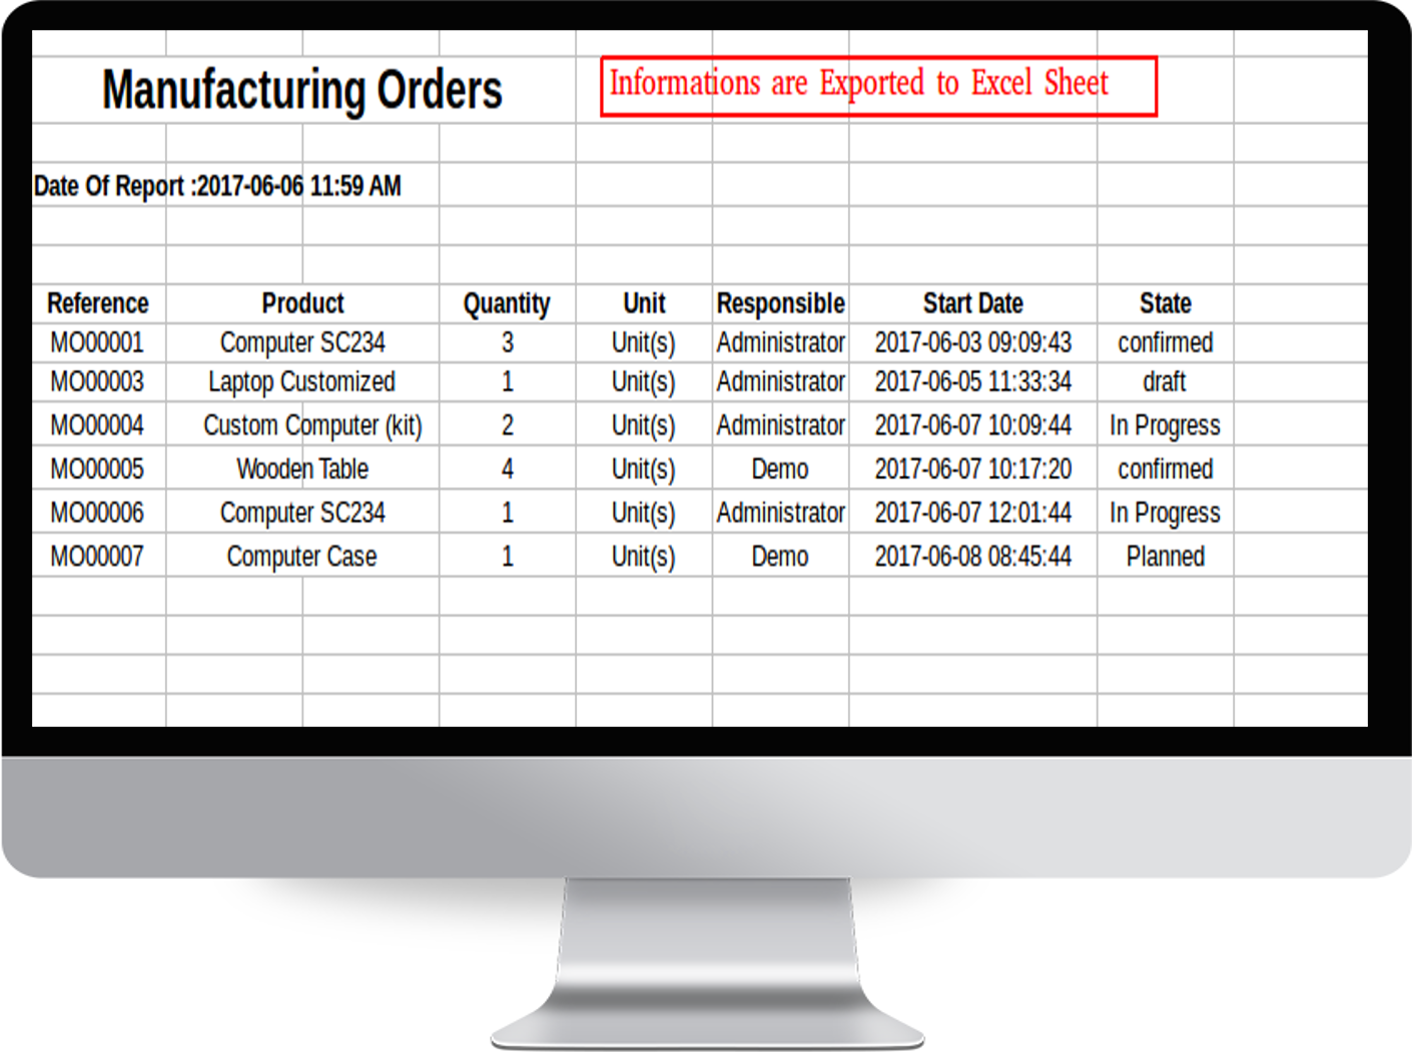 Manufacturing Orders Informations are Exported to Excel Sheet
Date Of Report :2017-06-06 11:59 AM
Reference Product Quantity Unit Responsible Start Date State
MO00001 Computer SC234 3 Unit(s) Administrator 2017-06-03 09:09:43 confirmed
MO00003 Laptop Customized 1 Unit(s) Administrator 2017-06-05 11:33:34 draft
MO00004 Custom Computer (kit) 2 Unit(s) Administrator 2017-06-07 10:09:44 In Progress
MO00005 Wooden Table 4 Unit(s) Demo 2017-06-07 10:17:20 confirmed
MO00006 Computer SC234 1 Unit(s) Administrator 2017-06-07 12:01:44 In Progress
MO00007 Computer Case 1 Unit(s) Demo 2017-06-08 08:45:44 Planned